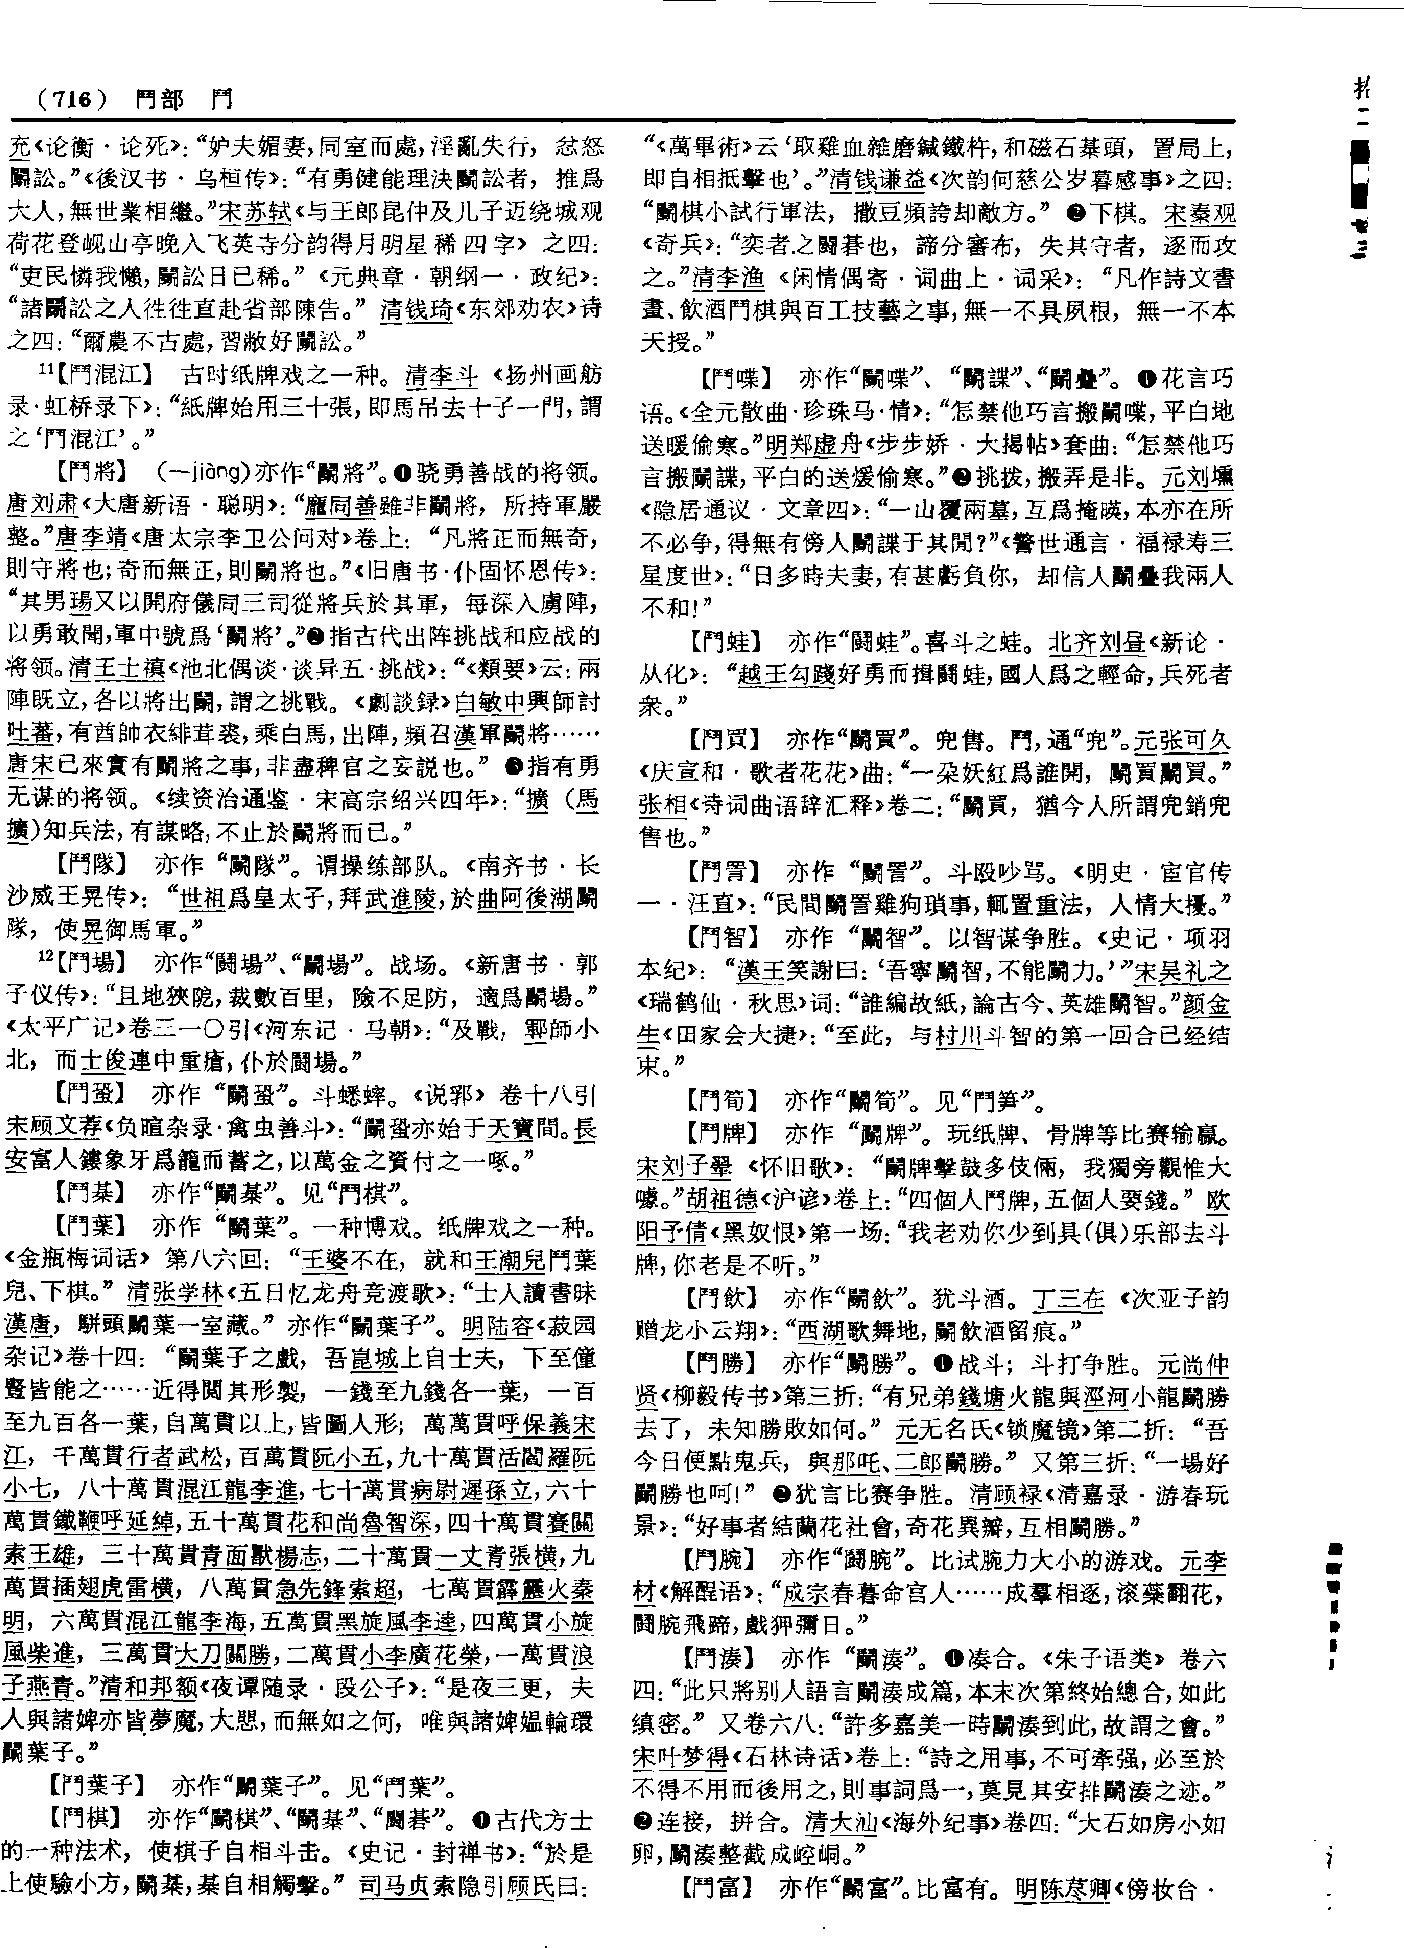 (716) 鬥部 鬥
充《论衡·论死》:“妒夫媢妻,同室而處,淫亂失行,忿怒
鬭訟。”《後汉书·乌桓传》:“有勇健能理决鬭訟者,推爲
大人,無世業相繼。”宋苏轼《与王郎昆仲及儿子迈绕城观
荷花登岘山亭晚入飞英寺分韵得月明星稀四字》之四:
“吏民憐我懶,鬭訟日已稀。”《元典章·朝纲一·政纪》:
“諸鬭訟之人徃徃直赴省部陳告。”清钱琦《东郊劝农》诗
之四:“爾農不古處,習敝好鬭訟。”
11【鬥混江】 古时纸牌戏之一种。清李斗《扬州画舫
录·虹桥录下》:“紙牌始用三十張,即馬吊去十子一門,謂
之‘鬥混江’。”
【鬥將】 (—jiàng)亦作“鬭將”。❶骁勇善战的将领。
唐刘肃《大唐新语·聪明》:“龐同善雖非鬭將,所持軍嚴
整。”唐李靖《唐太宗李卫公问对》卷上:“凡將正而無奇,
則守將也;奇而無正,則鬭將也。”《旧唐书·仆固怀恩传》:
“其男瑒又以開府儀同三司從將兵於其軍,每深入虜陣,
以勇敢聞,軍中號爲‘鬭將’。”❷指古代出阵挑战和应战的
将领。清王士禛《池北偶谈·谈异五·挑战》:“《類要》云:兩
陣既立,各以將出鬭,謂之挑戰。《劇談録》白敏中興師討
吐蕃,有酋帥衣緋茸裘,乘白馬,出陣,頻召漢軍鬭將……
唐宋已來實有鬭將之事,非盡稗官之妄説也。”❸指有勇
无谋的将领。《续资治通鉴·宋高宗绍兴四年》:“擴(馬
擴)知兵法,有謀略,不止於鬭將而已。”
【鬥隊】 亦作“鬭隊”。谓操练部队。《南齐书·长
沙威王晃传》:“世祖爲皇太子,拜武進陵,於曲阿後湖鬭
隊,使晃御馬軍。”
12【鬥場】 亦作“鬪場”、“鬭場”。战场。《新唐书·郭
子仪传》:“且地狹阨,裁數百里,險不足防,適爲鬭場。”
《太平广记》卷三一〇引《河东记·马朝》:“及戰,鄆師小
北,而士俊連中重瘡,仆於鬪場。”
【鬥蛩】 亦作“鬭蛩”。斗蟋蟀。《说郛》卷十八引
宋顾文荐《负暄杂录·禽虫善斗》:“鬭蛩亦始于天寶間。長
安富人鏤象牙爲籠而蓄之,以萬金之資付之一啄。”
【鬥棊】 亦作“鬭棊”。见“鬥棋”。
【鬥葉】 亦作“鬭葉”。一种博戏。纸牌戏之一种。
《金瓶梅词话》第八六回:“王婆不在,就和王潮兒鬥葉
兒、下棋。”清张学林《五日忆龙舟竞渡歌》:“士人讀書昧
漢唐,駢頭鬭葉一室藏。”亦作“鬭葉子”。明陆容《菽园
杂记》卷十四:“鬭葉子之戲,吾崑城上自士夫,下至僮
豎皆能之……近得閲其形製,一錢至九錢各一葉,一百
至九百各一葉,自萬貫以上,皆圖人形;萬萬貫呼保義宋
江,千萬貫行者武松,百萬貫阮小五,九十萬貫活閻羅阮
小七,八十萬貫混江龍李進,七十萬貫病尉遲孫立,六十
萬貫鐵鞭呼延綽,五十萬貫花和尚魯智深,四十萬貫賽關
索王雄,三十萬貫青面獸楊志,二十萬貫一丈青張横,九
萬貫插翅虎雷横,八萬貫急先鋒索超,七萬貫霹靂火秦
明,六萬貫混江龍李海,五萬貫黑旋風李逵,四萬貫小旋
風柴進,三萬貫大刀關勝,二萬貫小李廣花榮,一萬貫浪
子燕青。”清和邦额《夜谭随录·段公子》:“是夜三更,夫
人與諸婢亦皆夢魘,大愳,而無如之何,唯與諸婢媪輪環
鬭葉子。”
【鬥葉子】 亦作“鬭葉子”。见“鬥葉”。
【鬥棋】 亦作“鬭棋”、“鬭棊”、“鬪碁”。❶古代方士
的一种法术,使棋子自相斗击。《史记·封禅书》:“於是
上使驗小方,鬭棊,棊自相觸擊。”司马贞索隐引顾氏曰:
“《萬畢術》云‘取雞血雜磨鍼鐵杵,和磁石棊頭,置局上,
即自相抵擊也’。”清钱谦益《次韵何慈公岁暮感事》之四:
“鬭棋小試行軍法,撒豆頻誇却敵方。”❷下棋。宋秦观
《奇兵》:“奕者之鬪碁也,諦分審布,失其守者,逐而攻
之。”清李渔《闲情偶寄·词曲上·词采》:“凡作詩文書
畫、飲酒鬥棋與百工技藝之事,無一不具夙根,無一不本
天授。”
【鬥喋】 亦作“鬭喋”、“鬭諜”、“鬭疊”。❶花言巧
语。《全元散曲·珍珠马·情》:“怎禁他巧言搬鬭喋,平白地
送暖偷寒。”明郑虚舟《步步娇·大揭帖》套曲:“怎禁他巧
言搬鬭諜,平白的送煖偷寒。”❷挑拨,搬弄是非。元刘壎
《隐居通议·文章四》:“一山覆兩墓,互爲掩暎,本亦在所
不必争,得無有傍人鬭諜于其閒?”《警世通言·福禄寿三
星度世》:“日多時夫妻,有甚虧負你,却信人鬭疊我兩人
不和!”
【鬥蛙】 亦作“鬪蛙”。喜斗之蛙。北齐刘昼《新论·
从化》:“越王勾踐好勇而揖鬪蛙,國人爲之輕命,兵死者
衆。”
【鬥買】 亦作“鬭買”。兜售。鬥,通“兜”。元张可久
《庆宣和·歌者花花》曲:“一朶妖紅爲誰開,鬭買鬭買。”
张相《诗词曲语辞汇释》卷二:“鬭買,猶今人所謂兜銷兜
售也。”
【鬥詈】 亦作“鬭詈”。斗殴吵骂。《明史·宦官传
一·汪直》:“民間鬭詈雞狗瑣事,輒置重法,人情大擾。”
【鬥智】 亦作“鬭智”。以智谋争胜。《史记·项羽
本纪》:“漢王笑謝曰:‘吾寧鬭智,不能鬭力。’”宋吴礼之
《瑞鹤仙·秋思》词:“誰編故紙,論古今、英雄鬭智。”颜金
生《田家会大捷》:“至此,与村川斗智的第一回合已经结
束。”
【鬥筍】 亦作“鬭筍”。见“鬥笋”。
【鬥牌】 亦作“鬭牌”。玩纸牌、骨牌等比赛输赢。
宋刘子翬《怀旧歌》:“鬭牌擊鼓多伎倆,我獨旁觀惟大
噱。”胡祖德《沪谚》卷上:“四個人鬥牌,五個人要錢。”欧
阳予倩《黑奴恨》第一场:“我老劝你少到具(俱)乐部去斗
牌,你老是不听。”
【鬥飲】 亦作“鬭飲”。犹斗酒。丁三在《次亚子韵
赠龙小云翔》:“西湖歌舞地,鬭飲酒留痕。”
【鬥勝】 亦作“鬭勝”。❶战斗;斗打争胜。元尚仲
贤《柳毅传书》第三折:“有兄弟錢塘火龍與涇河小龍鬭勝
去了,未知勝敗如何。”元无名氏《锁魔镜》第二折:“吾
今日便點鬼兵,與那吒、二郎鬭勝。”又第三折:“一場好
鬭勝也呵!”❷犹言比赛争胜。清顾禄《清嘉录·游春玩
景》:“好事者結蘭花社會,奇花異瓣,互相鬭勝。”
【鬥腕】 亦作“鬪腕”。比试腕力大小的游戏。元李
材《解酲语》:“成宗春暮命宫人……成羣相逐,滚藥翻花,
鬪腕飛蹄,戲狎彌日。”
【鬥湊】 亦作“鬭湊”。❶凑合。《朱子语类》卷六
四:“此只將别人語言鬭湊成篇,本末次第終始總合,如此
縝密。”又卷六八:“許多嘉美一時鬭湊到此,故謂之會。”
宋叶梦得《石林诗话》卷上:“詩之用事,不可牽强,必至於
不得不用而後用之,則事詞爲一,莫見其安排鬭湊之迹。”
❷连接,拼合。清大汕《海外纪事》卷四:“大石如房小如
卵,鬭湊整截成崆峒。”
【鬥富】 亦作“鬭富”。比富有。明陈荩卿《傍妆台·